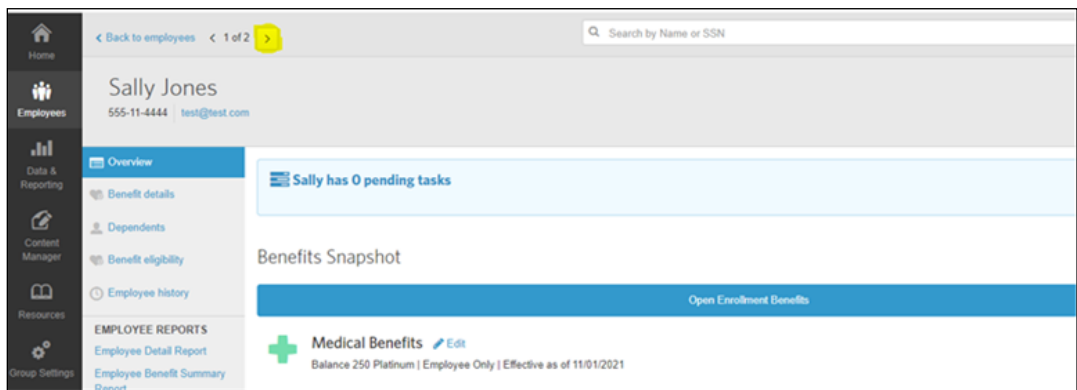 Home
Employees
Data &
Reporting
Content
Manager
Resources
Group Settings
Back to employees 1 of 2
Search by Name or SSN
Sally Jones
555-11-4444 test@test.com
Overview
Benefit details
Dependents
Benefit eligibility
Employee history
EMPLOYEE REPORTS
Employee Detail Report
Employee Benefit Summary
Report
Sally has 0 pending tasks
Benefits Snapshot
Open Enrollment Benefits
Medical Benefits Edit
Balance 250 Platinum | Employee Only | Effective as of 11/01/2021